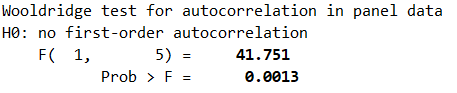 Wooldridge test for autocorrelation in panel data
H0: no first-order autocorrelation
F( 1, 5) = 41.751
Prob > F = 0.0013